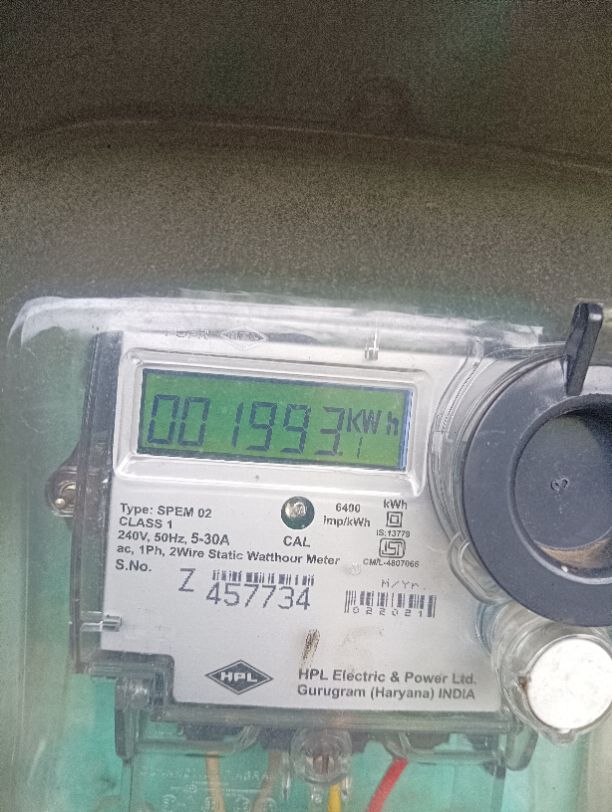 001993.1 kWh
Type: SPEM 02
CLASS 1
240V, 50Hz, 5-30A
ac, 1Ph, 2Wire Static Watthour Meter
S.No.
Z 457734
CAL
6400
imp/kWh
kWh
IS:13779
CM/L-4807066
M/Yr.
022021
HPL
HPL Electric & Power Ltd.
Gurugram (Haryana) INDIA